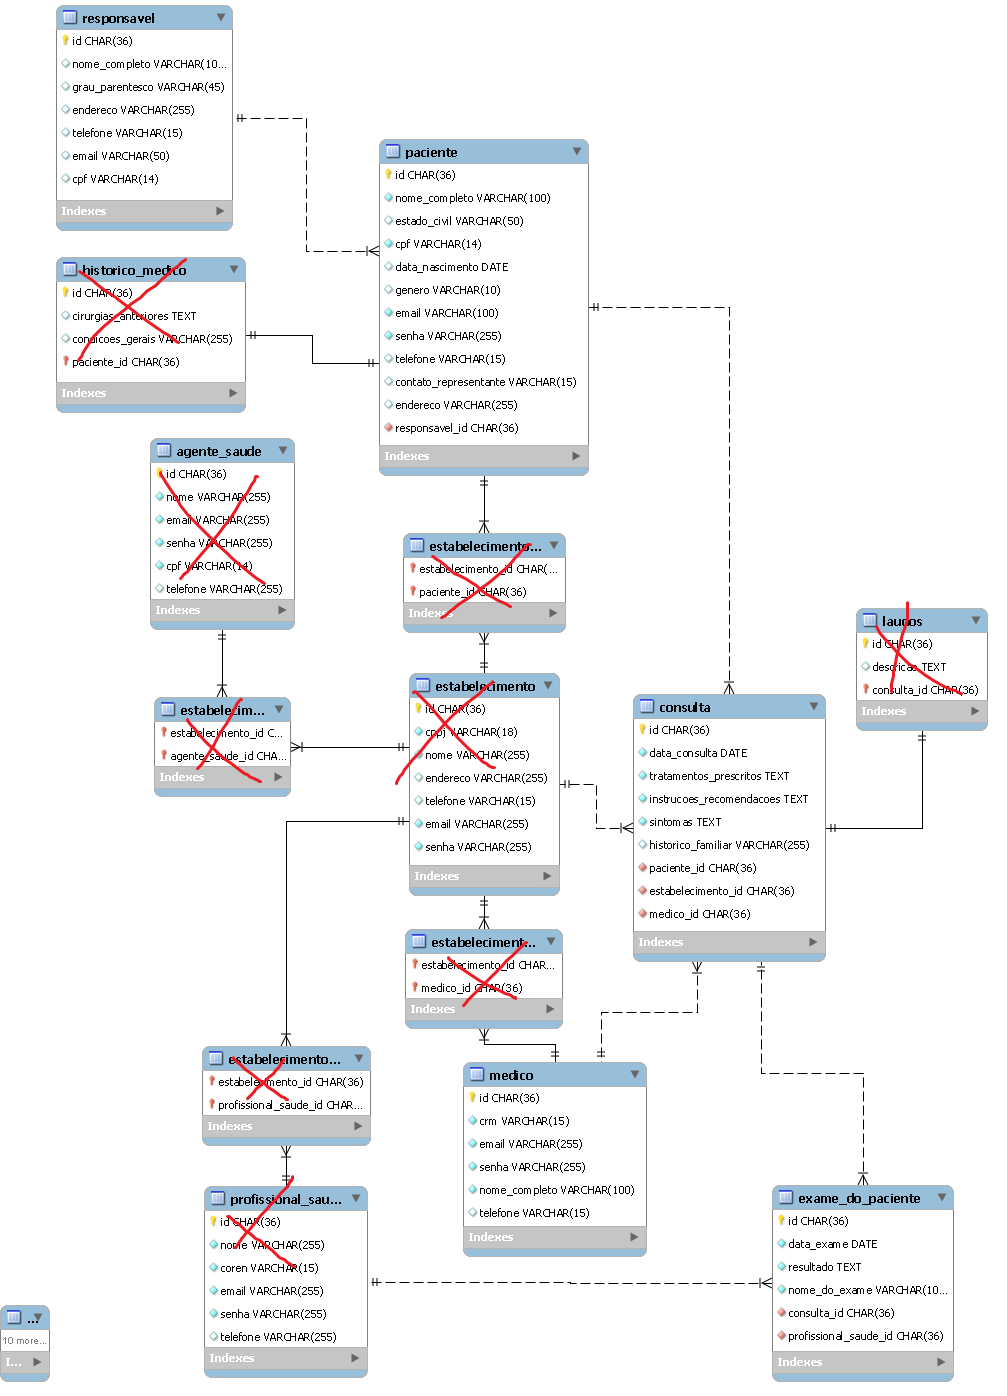 responsavel
id CHAR(36)
nome_completo VARCHAR(10...
grau_parentesco VARCHAR(45)
endereco VARCHAR(255)
telefone VARCHAR(15)
email VARCHAR(50)
cpf VARCHAR(14)
Indexes
paciente
id CHAR(36)
nome_completo VARCHAR(100)
estado_civil VARCHAR(50)
cpf VARCHAR(14)
data_nascimento DATE
genero VARCHAR(10)
email VARCHAR(100)
senha VARCHAR(255)
telefone VARCHAR(15)
contato_representante VARCHAR(15)
endereco VARCHAR(255)
responsavel_id CHAR(36)
Indexes
historico_medico
id CHAR(36)
cirurgias_anteriores TEXT
condicoes_gerais VARCHAR(255)
paciente_id CHAR(36)
Indexes
agente_saude
id CHAR(36)
nome VARCHAR(255)
email VARCHAR(255)
senha VARCHAR(255)
cpf VARCHAR(14)
telefone VARCHAR(255)
Indexes
estabelecimento...
estabelecimento_id CHAR(...
paciente_id CHAR(36)
Indexes
laudos
id CHAR(36)
descricao TEXT
consulta_id CHAR(36)
Indexes
estabelecim...
estabelecimento_id C...
agente_saude_id CHA...
Indexes
estabelecimento
id CHAR(36)
cnpj VARCHAR(18)
nome VARCHAR(255)
endereco VARCHAR(255)
telefone VARCHAR(15)
email VARCHAR(255)
senha VARCHAR(255)
Indexes
consulta
id CHAR(36)
data_consulta DATE
tratamentos_prescritos TEXT
instrucoes_recomendacoes TEXT
sintomas TEXT
historico_familiar VARCHAR(255)
paciente_id CHAR(36)
estabelecimento_id CHAR(36)
medico_id CHAR(36)
Indexes
estabeleciment...
estabelecimento_id CHAR...
medico_id CHAR(36)
Indexes
estabelecimento...
estabelecimento_id CHAR(36)
profissional_saude_id CHAR...
Indexes
medico
id CHAR(36)
crm VARCHAR(15)
email VARCHAR(255)
senha VARCHAR(255)
nome_completo VARCHAR(100)
telefone VARCHAR(15)
Indexes
profissional_sau...
id CHAR(36)
nome VARCHAR(255)
coren VARCHAR(15)
email VARCHAR(255)
senha VARCHAR(255)
telefone VARCHAR(255)
Indexes
exame_do_paciente
id CHAR(36)
data_exame DATE
resultado TEXT
nome_do_exame VARCHAR(10...
consulta_id CHAR(36)
profissional_saude_id CHAR(36)
Indexes
...
10 more...
I...